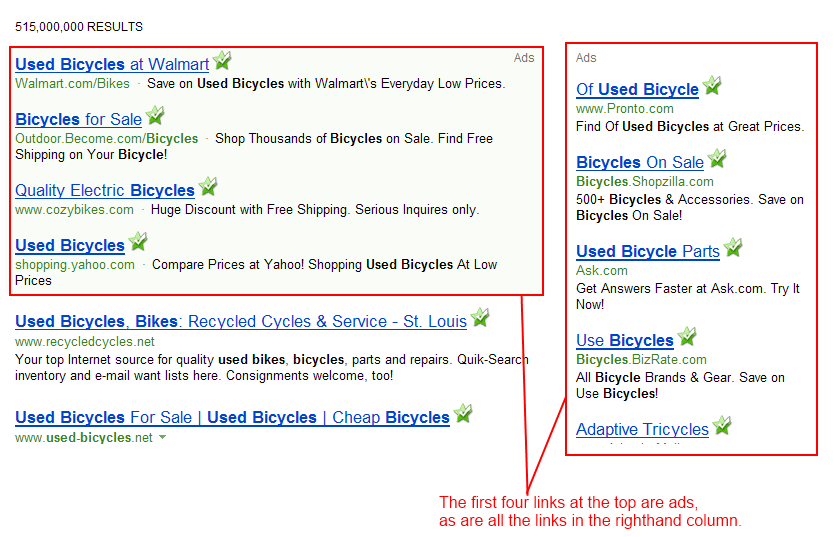 515,000,000 RESULTS
Ads
Used Bicycles at Walmart
Walmart.com/Bikes · Save on Used Bicycles with Walmart\'s Everyday Low Prices.
Bicycles for Sale
Outdoor.Become.com/Bicycles · Shop Thousands of Bicycles on Sale. Find Free
Shipping on Your Bicycle!
Quality Electric Bicycles
www.cozybikes.com · Huge Discount with Free Shipping. Serious Inquires only.
Used Bicycles
shopping.yahoo.com · Compare Prices at Yahoo! Shopping Used Bicycles At Low
Prices
Used Bicycles, Bikes: Recycled Cycles & Service - St. Louis
www.recycledcycles.net
Your top Internet source for quality used bikes, bicycles, parts and repairs. Quik-Search
inventory and e-mail want lists here. Consignments welcome, too!
Used Bicycles For Sale | Used Bicycles | Cheap Bicycles
www.used-bicycles.net
Ads
Of Used Bicycle
www.Pronto.com
Find Of Used Bicycles at Great Prices.
Bicycles On Sale
Bicycles.Shopzilla.com
500+ Bicycles & Accessories. Save on
Bicycles On Sale!
Used Bicycle Parts
Ask.com
Get Answers Faster at Ask.com. Try It
Now!
Use Bicycles
Bicycles.BizRate.com
All Bicycle Brands & Gear. Save on
Use Bicycles!
Adaptive Tricycles
The first four links at the top are ads,
as are all the links in the righthand column.